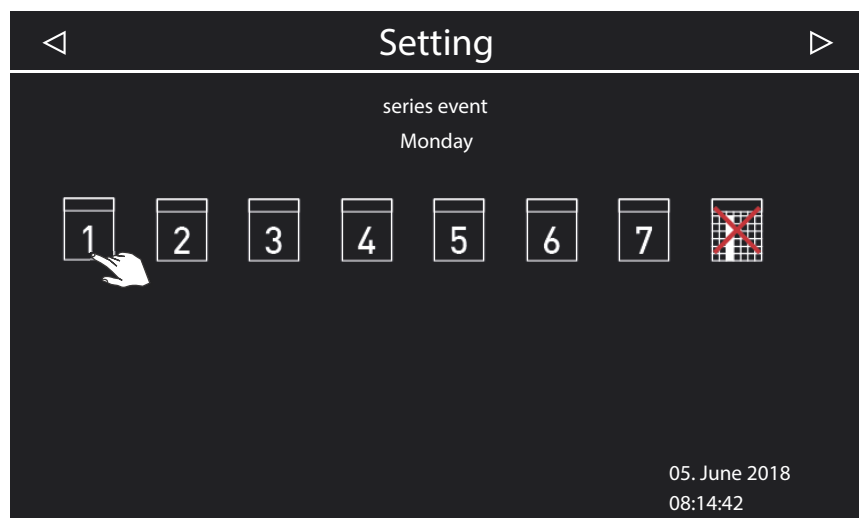 Setting
series event
Monday
1 2 3 4 5 6 7
05. June 2018
08:14:42